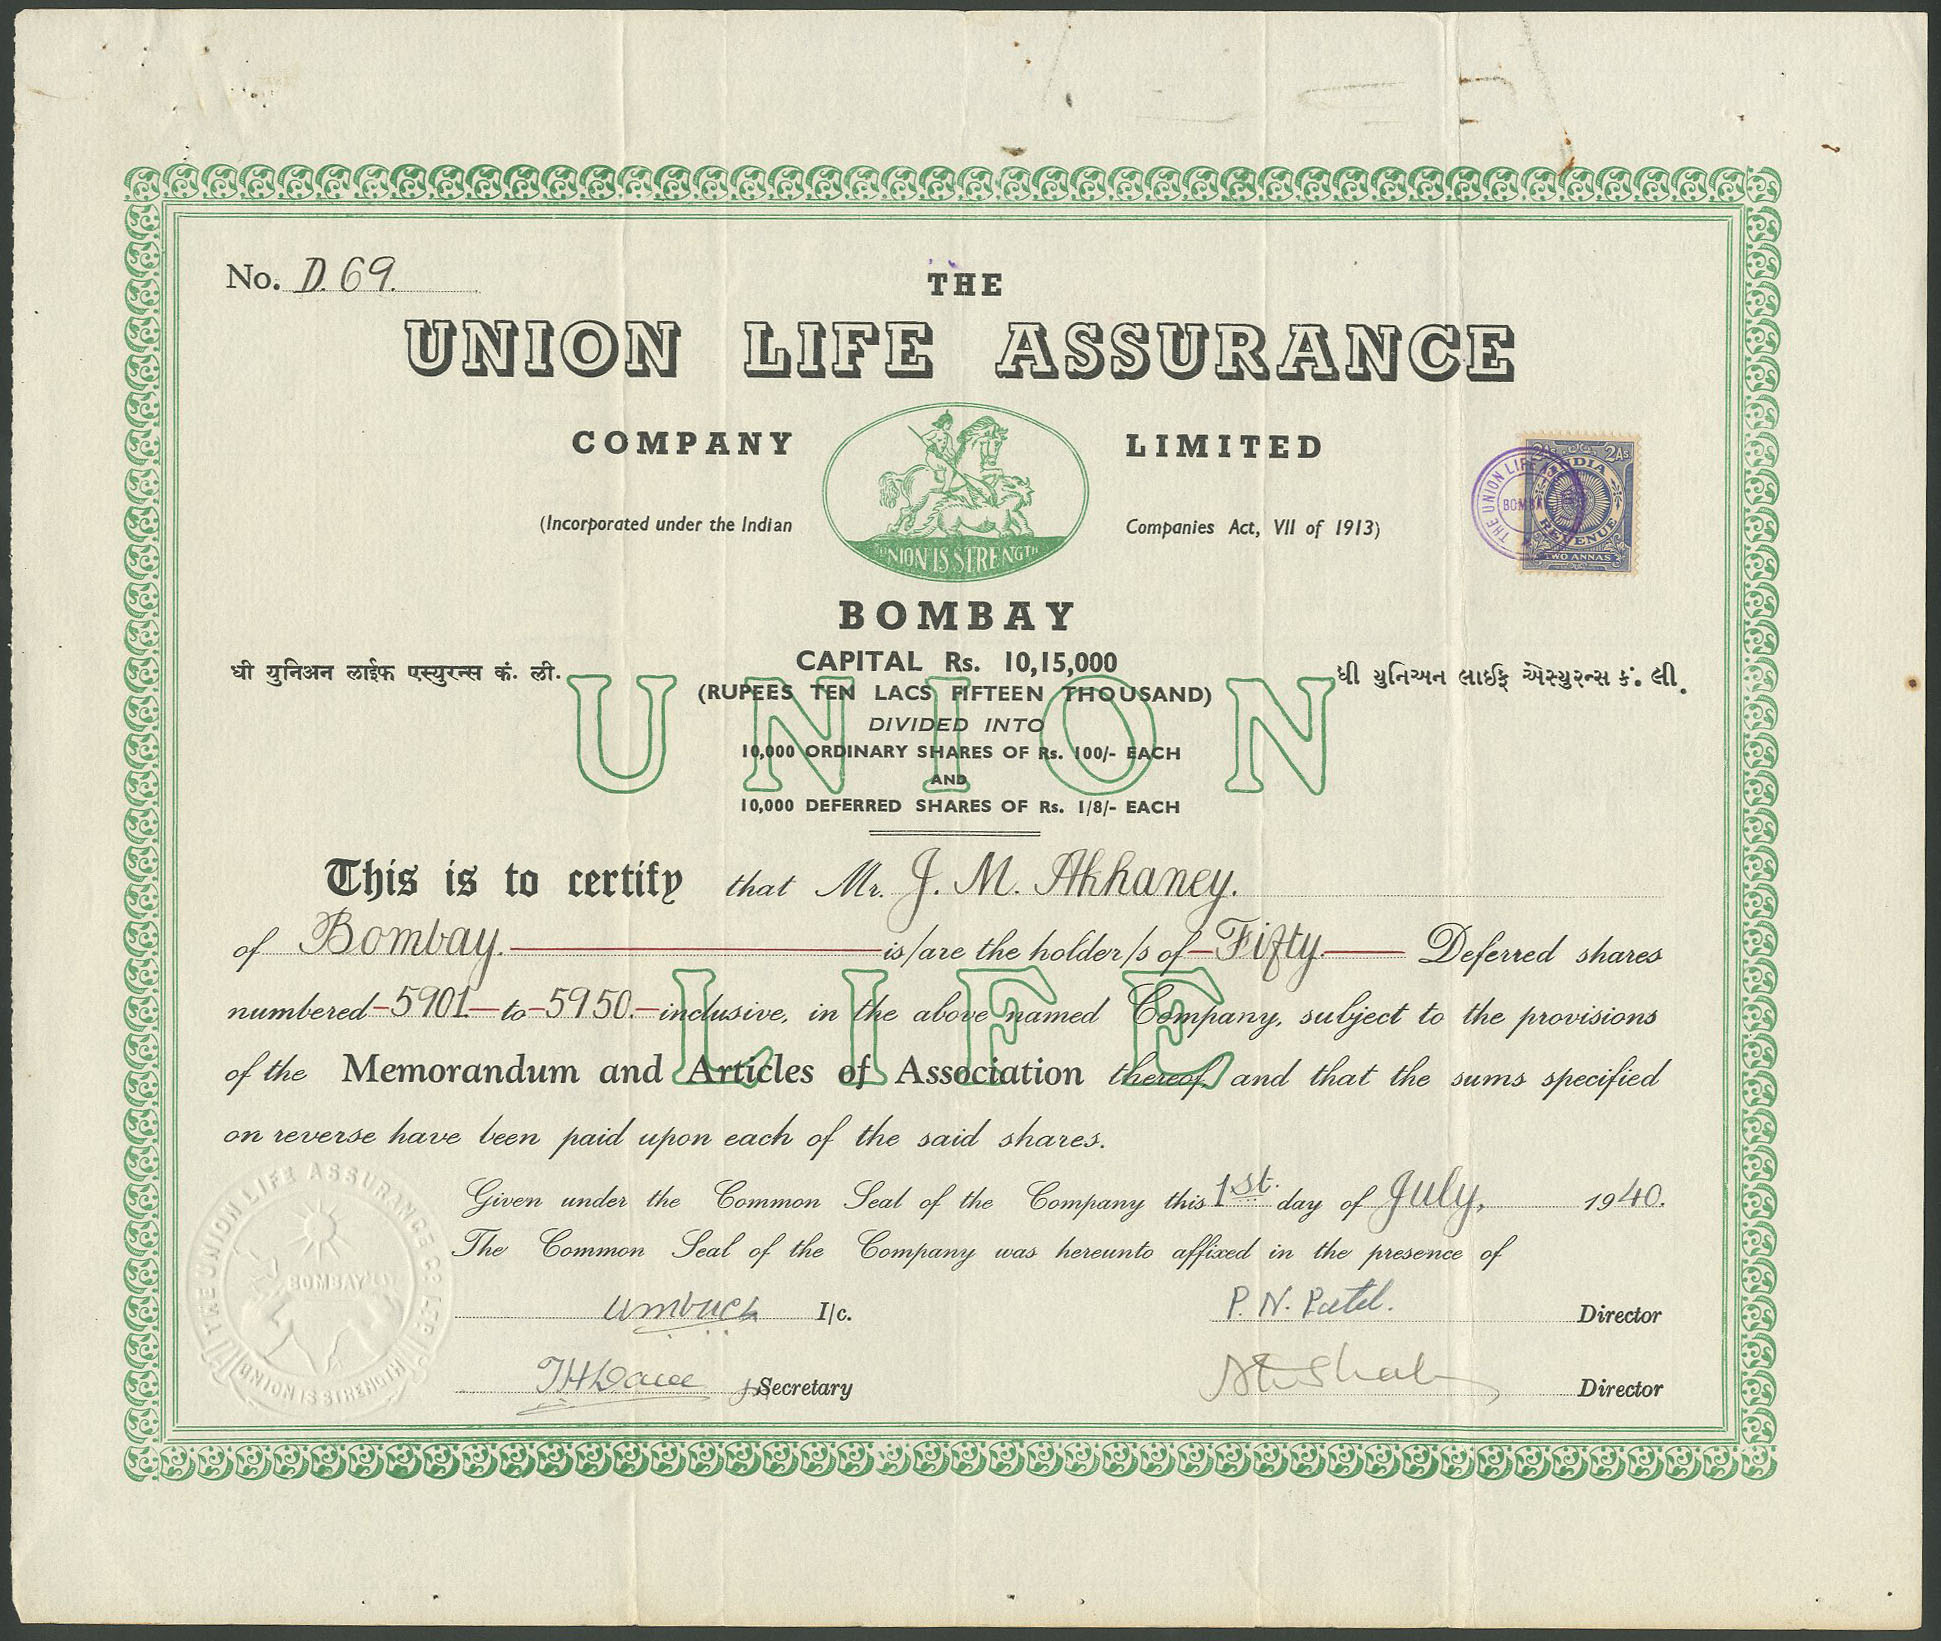 No. D. 69.
THE
UNION LIFE ASSURANCE
COMPANY LIMITED
(Incorporated under the Indian Companies Act, VII of 1913)
UNION IS STRENGTH
2As. 2As.
INDIA
REVENUE
TWO ANNAS
THE UNION LIFE
BOMBAY
BOMBAY
CAPITAL Rs. 10,15,000
धी युनिअन लाईफ एस्युरन्स कं. ली.
ધી યુનિઅન લાઈફ એસ્યુરન્સ કં. લી.
(RUPEES TEN LACS FIFTEEN THOUSAND)
DIVIDED INTO
UNION
10,000 ORDINARY SHARES OF Rs. 100/- EACH
AND
10,000 DEFERRED SHARES OF Rs. 1/8/- EACH
This is to certify that Mr. J. M. Akhaney.
of Bombay. is/are the holder/s of Fifty Deferred shares
numbered 5901 to 5950. inclusive, in the above named Company, subject to the provisions
LIFE
of the Memorandum and Articles of Association thereof, and that the sums specified
on reverse have been paid upon each of the said shares.
Given under the Common Seal of the Company this 1st. day of July, 1940.
The Common Seal of the Company was hereunto affixed in the presence of
THE UNION LIFE ASSURANCE CO LTD
BOMBAY
UNION IS STRENGTH
I/c. P. N. Patel. Director
Secretary Director